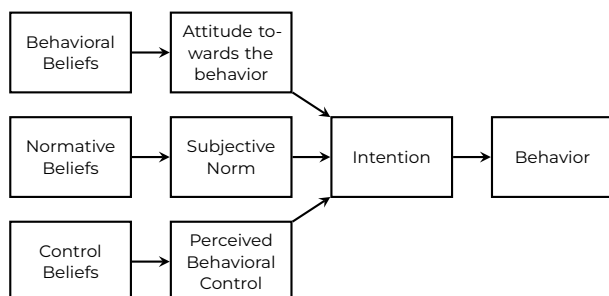 Behavioral
Beliefs
Attitude to-
wards the
behavior
Normative
Beliefs
Subjective
Norm
Intention
Behavior
Control
Beliefs
Perceived
Behavioral
Control